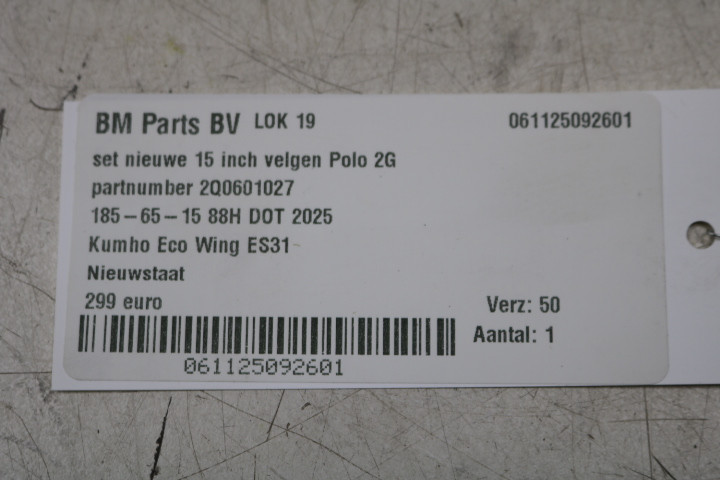 BM Parts BV LOK 19 061125092601
set nieuwe 15 inch velgen Polo 2G
partnumber 2Q0601027
185-65-15 88H DOT 2025
Kumho Eco Wing ES31
Nieuwstaat
299 euro Verz: 50
Aantal: 1
061125092601